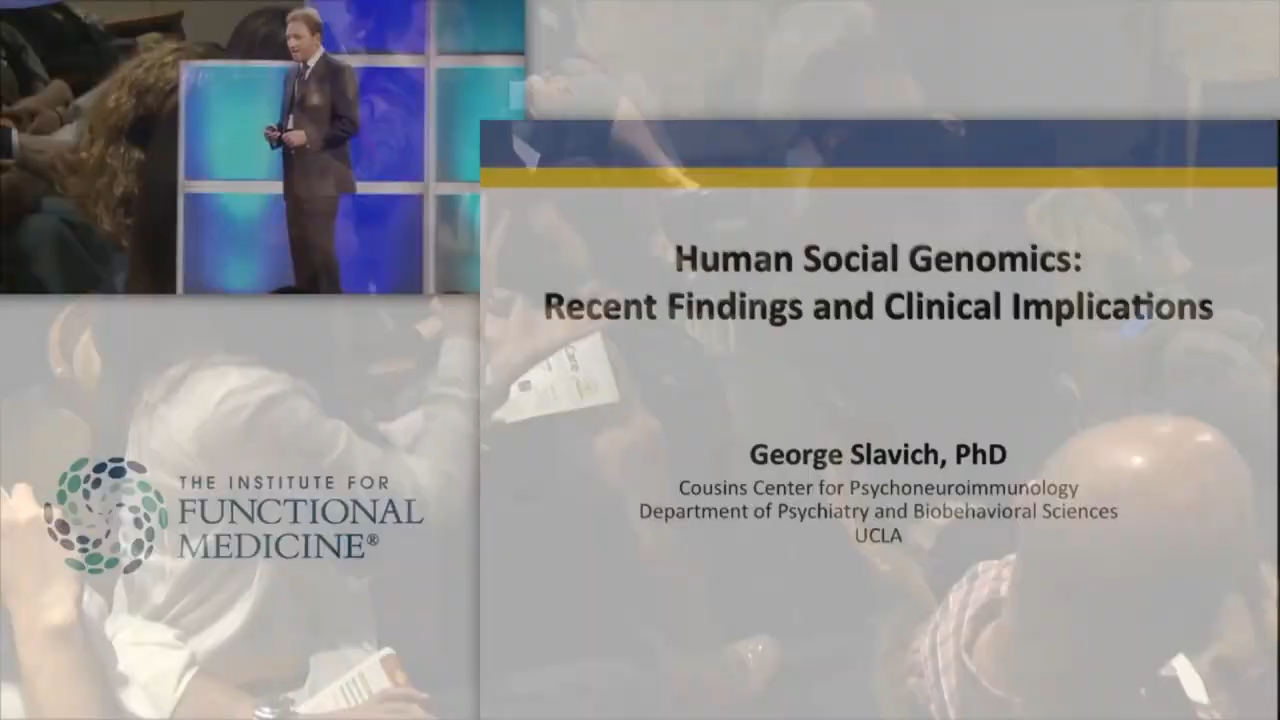 Human Social Genomics:
Recent Findings and Clinical Implications
George Slavich, PhD
Cousins Center for Psychoneuroimmunology
Department of Psychiatry and Biobehavioral Sciences
UCLA
THE INSTITUTE FOR
FUNCTIONAL
MEDICINE®
Care